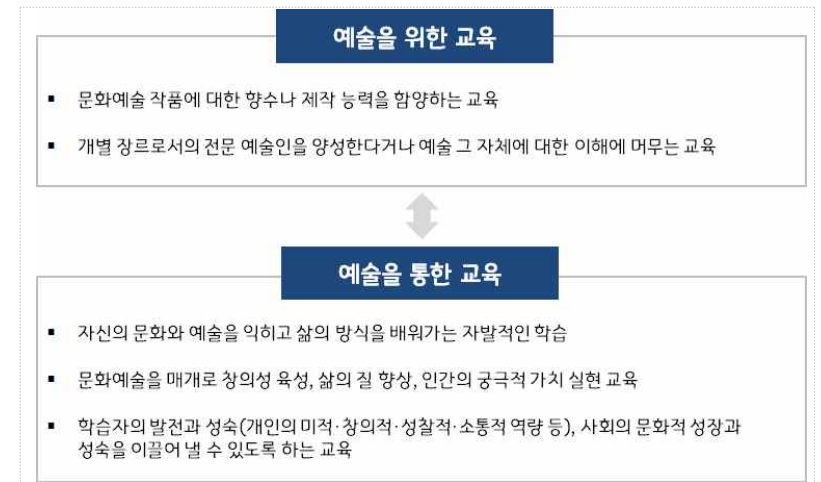 예술을 위한 교육
▪ 문화예술 작품에 대한 향수나 제작 능력을 함양하는 교육
▪ 개별 장르로서의 전문 예술인을 양성한다거나 예술 그 자체에 대한 이해에 머무는 교육
예술을 통한 교육
▪ 자신의 문화와 예술을 익히고 삶의 방식을 배워가는 자발적인 학습
▪ 문화예술을 매개로 창의성 육성, 삶의 질 향상, 인간의 궁극적 가치 실현 교육
▪ 학습자의 발전과 성숙(개인의 미적·창의적·성찰적·소통적 역량 등), 사회의 문화적 성장과
성숙을 이끌어 낼 수 있도록 하는 교육